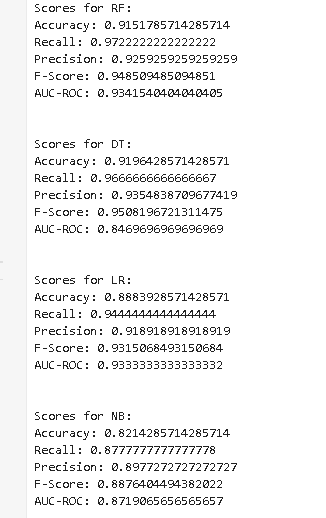 Scores for RF:
Accuracy: 0.9151785714285714
Recall: 0.9722222222222222
Precision: 0.9259259259259259
F-Score: 0.948509485094851
AUC-ROC: 0.9341540404040405
Scores for DT:
Accuracy: 0.9196428571428571
Recall: 0.9666666666666667
Precision: 0.9354838709677419
F-Score: 0.9508196721311475
AUC-ROC: 0.8469696969696969
Scores for LR:
Accuracy: 0.8883928571428571
Recall: 0.9444444444444444
Precision: 0.918918918918919
F-Score: 0.9315068493150684
AUC-ROC: 0.9333333333333332
Scores for NB:
Accuracy: 0.8214285714285714
Recall: 0.8777777777777778
Precision: 0.8977272727272727
F-Score: 0.8876404494382022
AUC-ROC: 0.8719065656565657